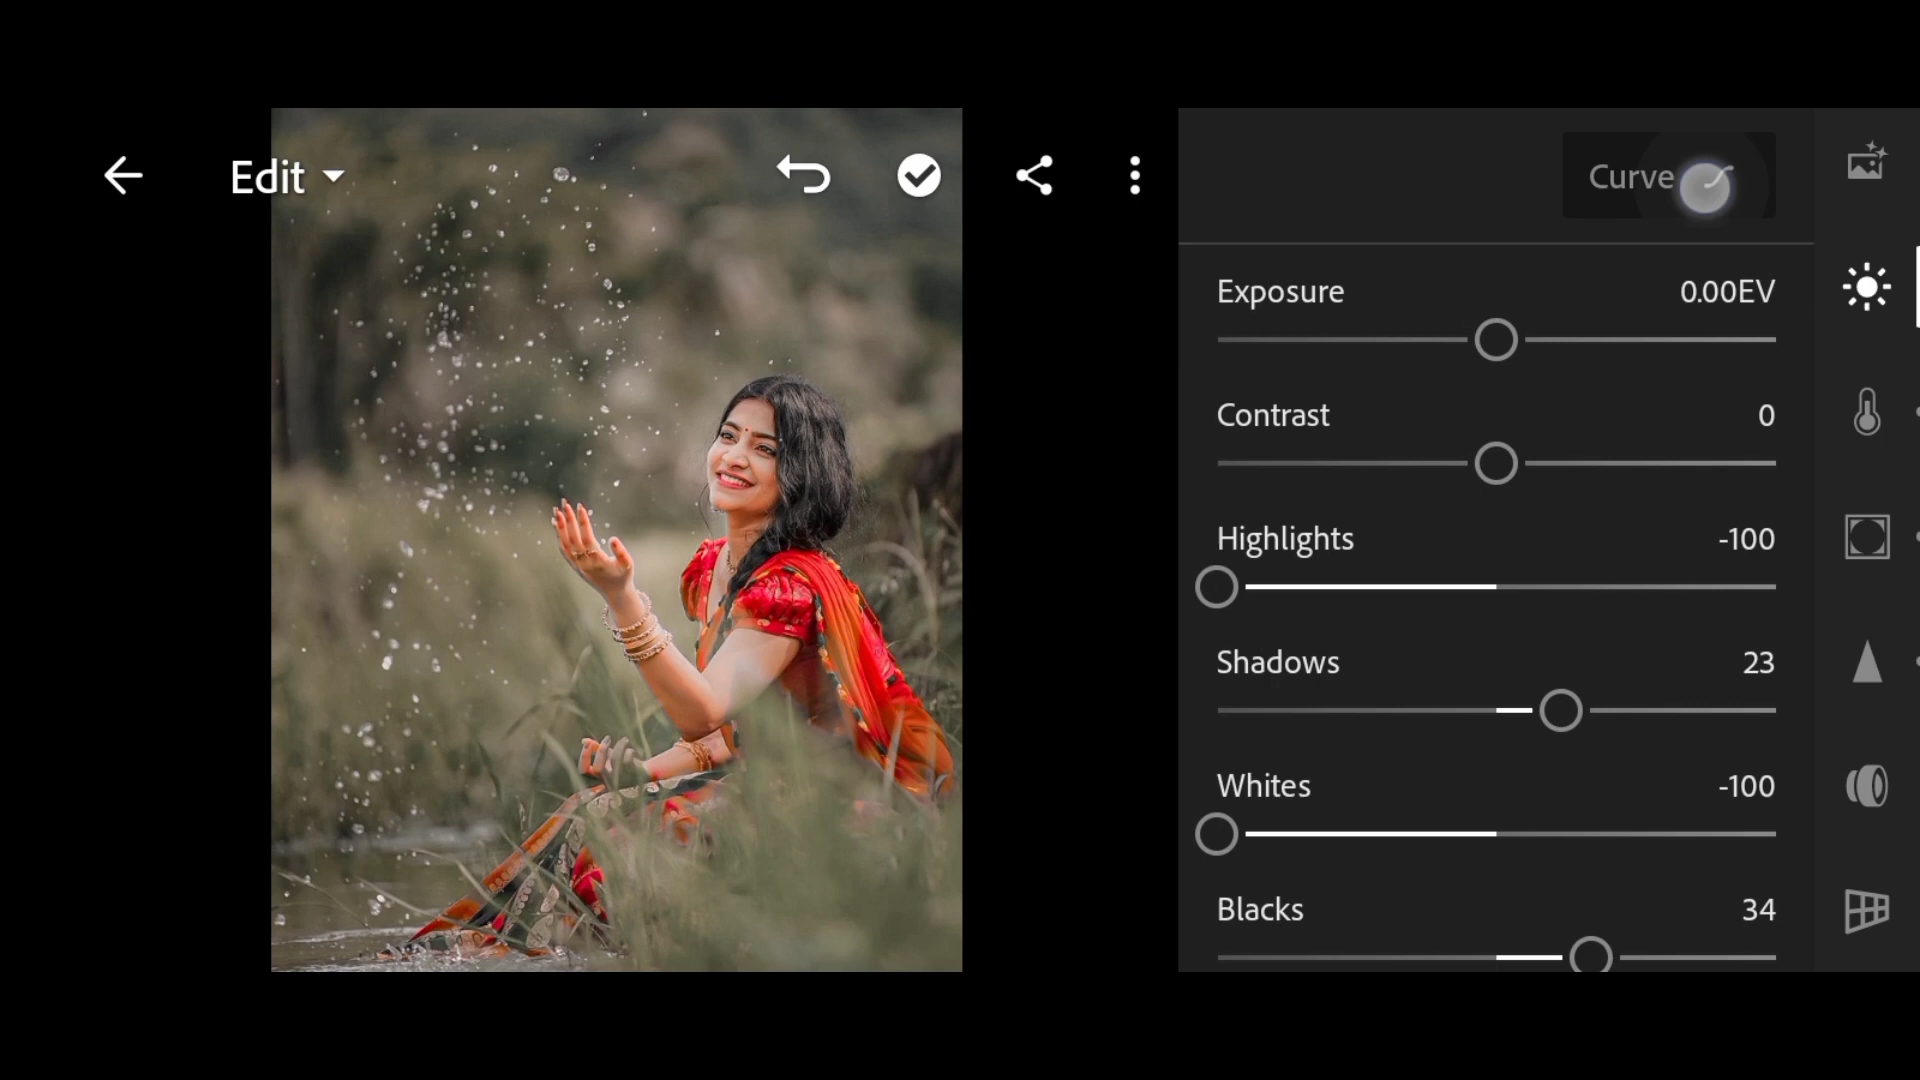 Edit
Curve
Exposure 0.00EV
Contrast 0
Highlights -100
Shadows 23
Whites -100
Blacks 34